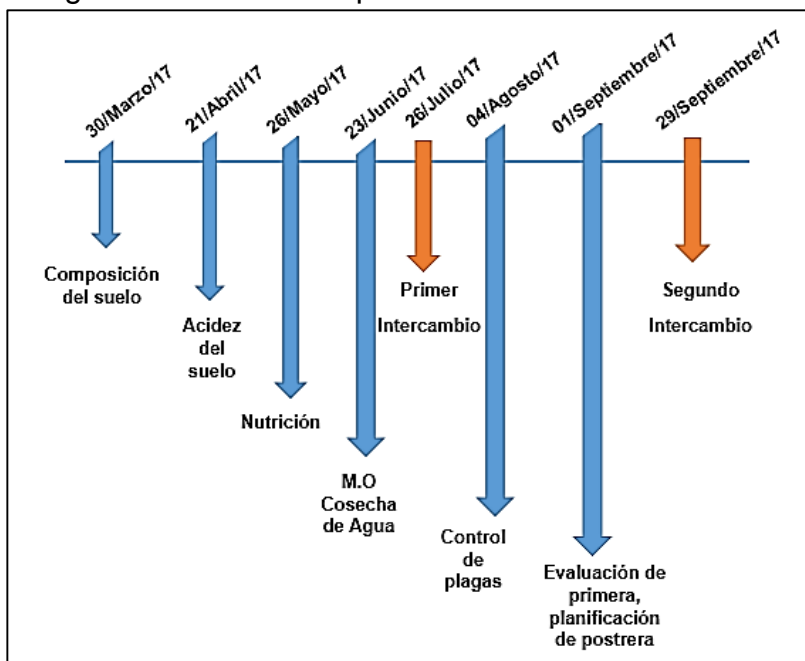 30/Marzo/17
21/Abril/17
26/Mayo/17
23/Junio/17
26/Julio/17
04/Agosto/17
01/Septiembre/17
29/Septiembre/17
Composición
del suelo
Acidez
del
suelo
Nutrición
M.O
Cosecha
de Agua
Primer
Intercambio
Control
de
plagas
Evaluación de
primera,
planificación
de postrera
Segundo
Intercambio